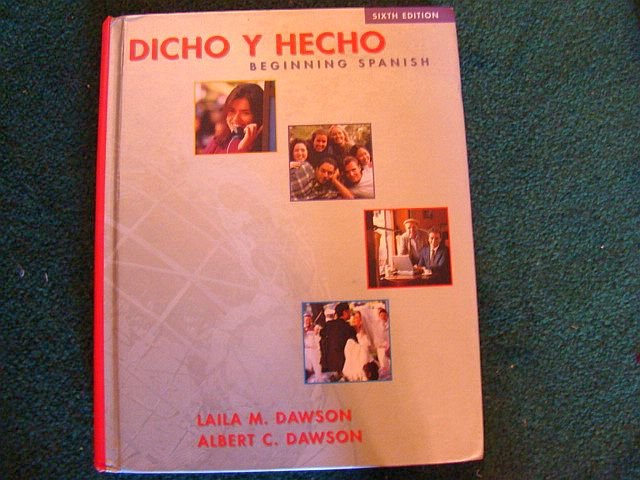 SIXTH EDITION
DICHO Y HECHO
BEGINNING SPANISH
LAILA M. DAWSON
ALBERT C. DAWSON